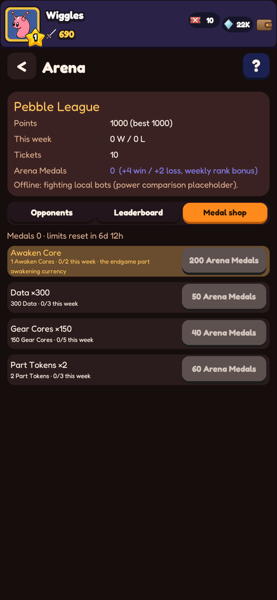 Wiggles
1
690
10
22K
<
Arena
?
Pebble League
Points 1000 (best 1000)
This week 0 W / 0 L
Tickets 10
Arena Medals 0 (+4 win / +2 loss, weekly rank bonus)
Offline: fighting local bots (power comparison placeholder).
Opponents Leaderboard Medal shop
Medals 0 · limits reset in 6d 12h
Awaken Core
1 Awaken Cores · 0/2 this week · the endgame part
awakening currency
200 Arena Medals
Data ×300
300 Data · 0/3 this week
50 Arena Medals
Gear Cores ×150
150 Gear Cores · 0/5 this week
40 Arena Medals
Part Tokens ×2
2 Part Tokens · 0/3 this week
60 Arena Medals